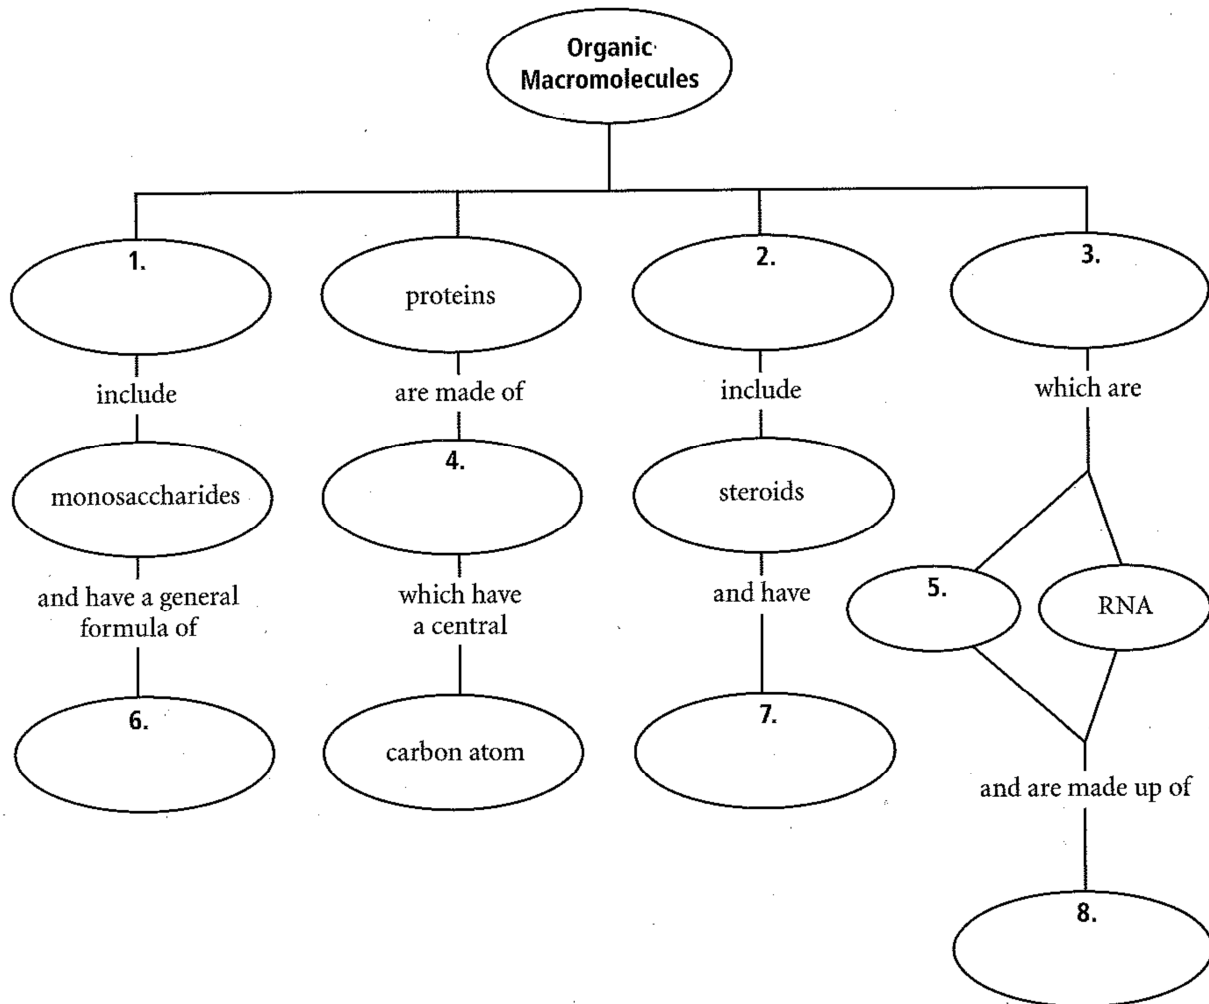 Organic
Macromolecules
1.
proteins
2.
3.
include
are made of
include
which are
monosaccharides
4.
steroids
and have a general
formula of
which have
a central
and have
5.
RNA
6.
carbon atom
7.
and are made up of
8.